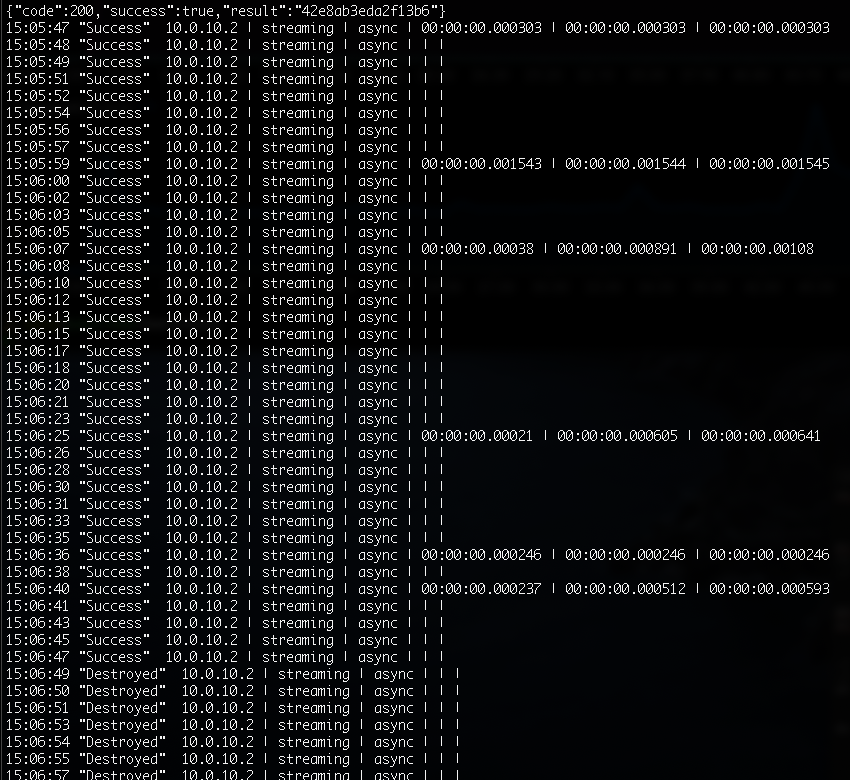 {"code":200,"success":true,"result":"42e8ab3eda2f13b6"}
15:05:47 "Success"  10.0.10.2 | streaming | async | 00:00:00.000303 | 00:00:00.000303 | 00:00:00.000303
15:05:48 "Success"  10.0.10.2 | streaming | async | | |
15:05:49 "Success"  10.0.10.2 | streaming | async | | |
15:05:51 "Success"  10.0.10.2 | streaming | async | | |
15:05:52 "Success"  10.0.10.2 | streaming | async | | |
15:05:54 "Success"  10.0.10.2 | streaming | async | | |
15:05:56 "Success"  10.0.10.2 | streaming | async | | |
15:05:57 "Success"  10.0.10.2 | streaming | async | | |
15:05:59 "Success"  10.0.10.2 | streaming | async | 00:00:00.001543 | 00:00:00.001544 | 00:00:00.001545
15:06:00 "Success"  10.0.10.2 | streaming | async | | |
15:06:02 "Success"  10.0.10.2 | streaming | async | | |
15:06:03 "Success"  10.0.10.2 | streaming | async | | |
15:06:05 "Success"  10.0.10.2 | streaming | async | | |
15:06:07 "Success"  10.0.10.2 | streaming | async | 00:00:00.00038 | 00:00:00.000891 | 00:00:00.00108
15:06:08 "Success"  10.0.10.2 | streaming | async | | |
15:06:10 "Success"  10.0.10.2 | streaming | async | | |
15:06:12 "Success"  10.0.10.2 | streaming | async | | |
15:06:13 "Success"  10.0.10.2 | streaming | async | | |
15:06:15 "Success"  10.0.10.2 | streaming | async | | |
15:06:17 "Success"  10.0.10.2 | streaming | async | | |
15:06:18 "Success"  10.0.10.2 | streaming | async | | |
15:06:20 "Success"  10.0.10.2 | streaming | async | | |
15:06:21 "Success"  10.0.10.2 | streaming | async | | |
15:06:23 "Success"  10.0.10.2 | streaming | async | | |
15:06:25 "Success"  10.0.10.2 | streaming | async | 00:00:00.00021 | 00:00:00.000605 | 00:00:00.000641
15:06:26 "Success"  10.0.10.2 | streaming | async | | |
15:06:28 "Success"  10.0.10.2 | streaming | async | | |
15:06:30 "Success"  10.0.10.2 | streaming | async | | |
15:06:31 "Success"  10.0.10.2 | streaming | async | | |
15:06:33 "Success"  10.0.10.2 | streaming | async | | |
15:06:35 "Success"  10.0.10.2 | streaming | async | | |
15:06:36 "Success"  10.0.10.2 | streaming | async | 00:00:00.000246 | 00:00:00.000246 | 00:00:00.000246
15:06:38 "Success"  10.0.10.2 | streaming | async | | |
15:06:40 "Success"  10.0.10.2 | streaming | async | 00:00:00.000237 | 00:00:00.000512 | 00:00:00.000593
15:06:41 "Success"  10.0.10.2 | streaming | async | | |
15:06:43 "Success"  10.0.10.2 | streaming | async | | |
15:06:45 "Success"  10.0.10.2 | streaming | async | | |
15:06:47 "Success"  10.0.10.2 | streaming | async | | |
15:06:49 "Destroyed"  10.0.10.2 | streaming | async | | |
15:06:50 "Destroyed"  10.0.10.2 | streaming | async | | |
15:06:51 "Destroyed"  10.0.10.2 | streaming | async | | |
15:06:53 "Destroyed"  10.0.10.2 | streaming | async | | |
15:06:54 "Destroyed"  10.0.10.2 | streaming | async | | |
15:06:55 "Destroyed"  10.0.10.2 | streaming | async | | |
15:06:57 "Destroyed"  10.0.10.2 | streaming | async | | |